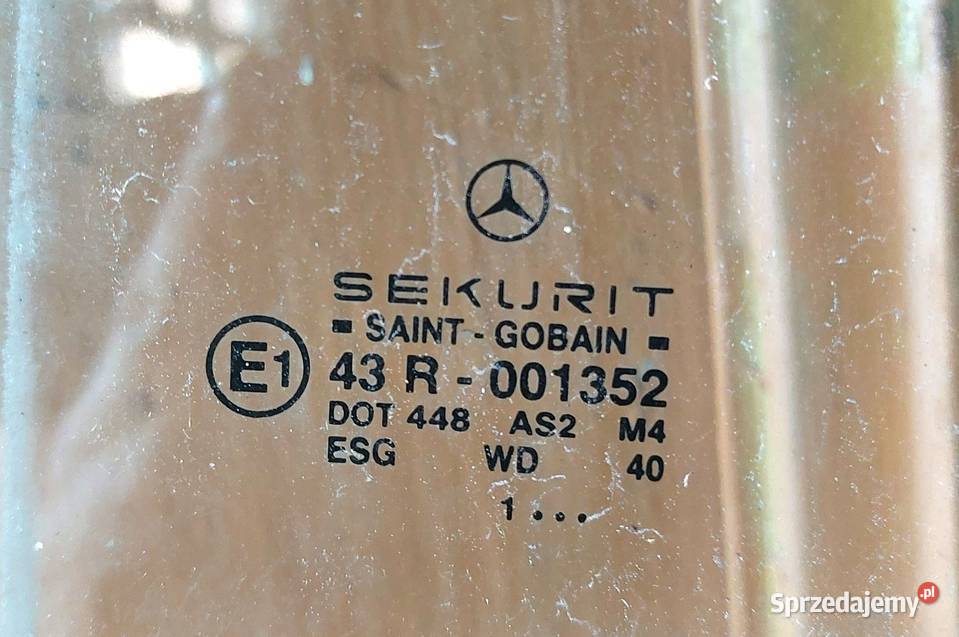 SEKURIT
SAINT-GOBAIN
E1 43 R - 001352
DOT 448 AS2 M4
ESG WD 40
1...
Sprzedajemy.pl